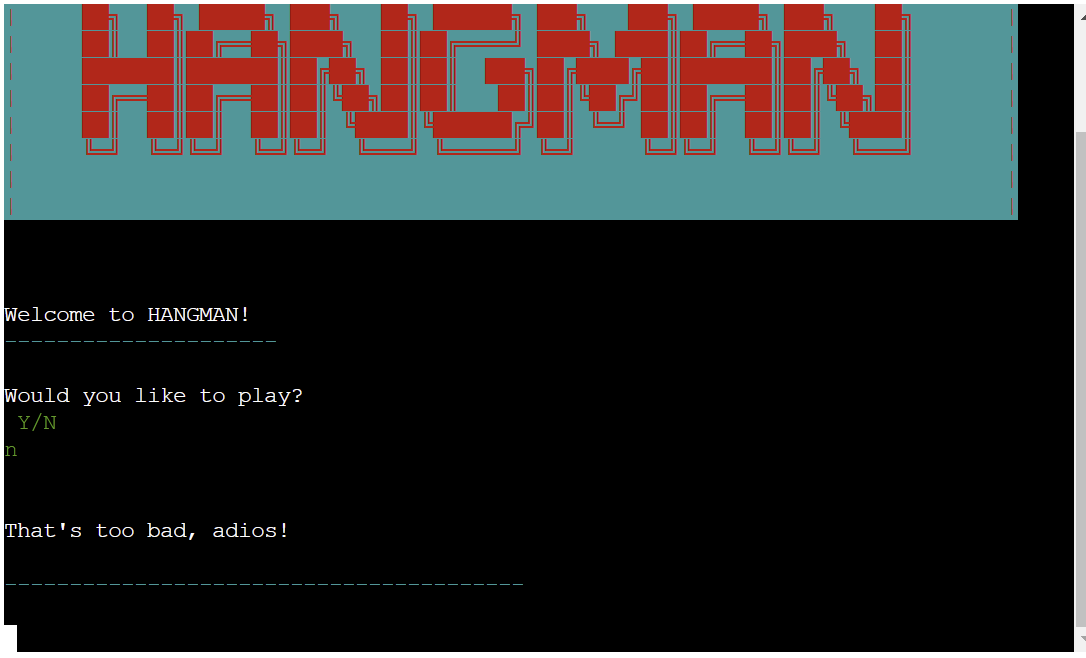 HANGMAN
Welcome to HANGMAN!
---------------------
Would you like to play?
Y/N
n
That's too bad, adios!
----------------------------------------